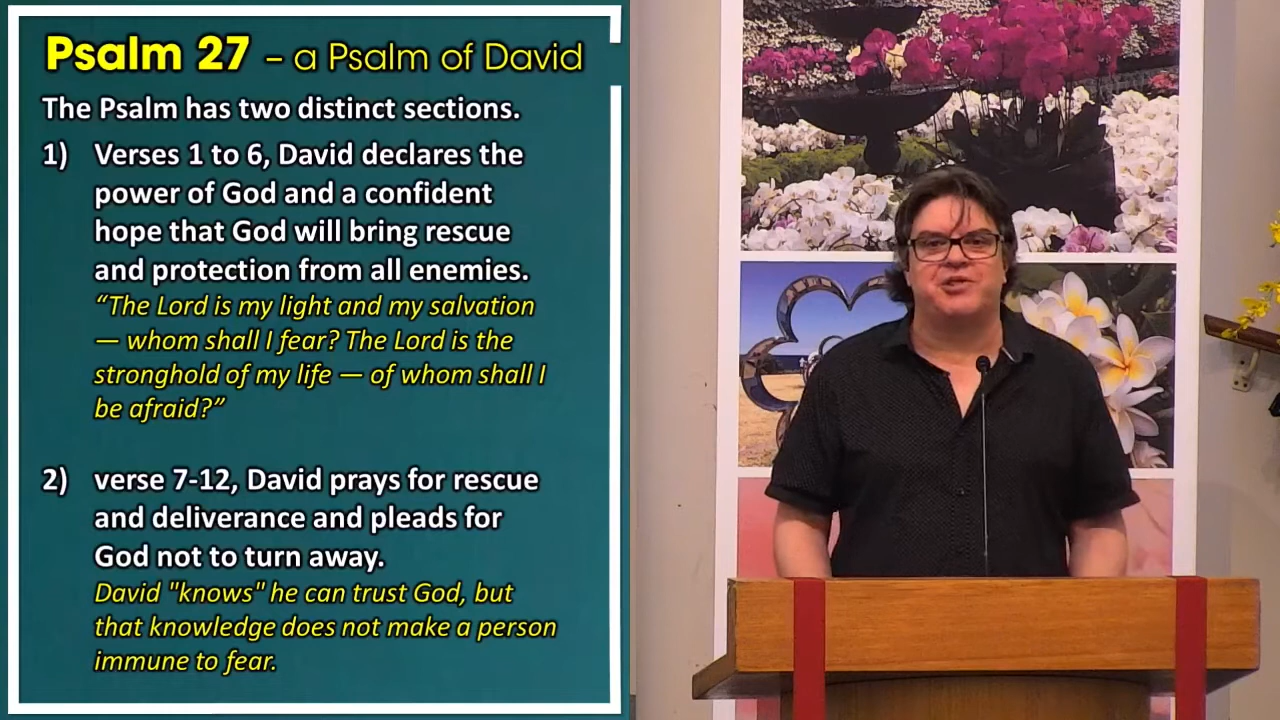 Psalm 27 – a Psalm of David
The Psalm has two distinct sections.
1) Verses 1 to 6, David declares the
power of God and a confident
hope that God will bring rescue
and protection from all enemies.
“The Lord is my light and my salvation
— whom shall I fear? The Lord is the
stronghold of my life — of whom shall I
be afraid?”
2) verse 7-12, David prays for rescue
and deliverance and pleads for
God not to turn away.
David "knows" he can trust God, but
that knowledge does not make a person
immune to fear.